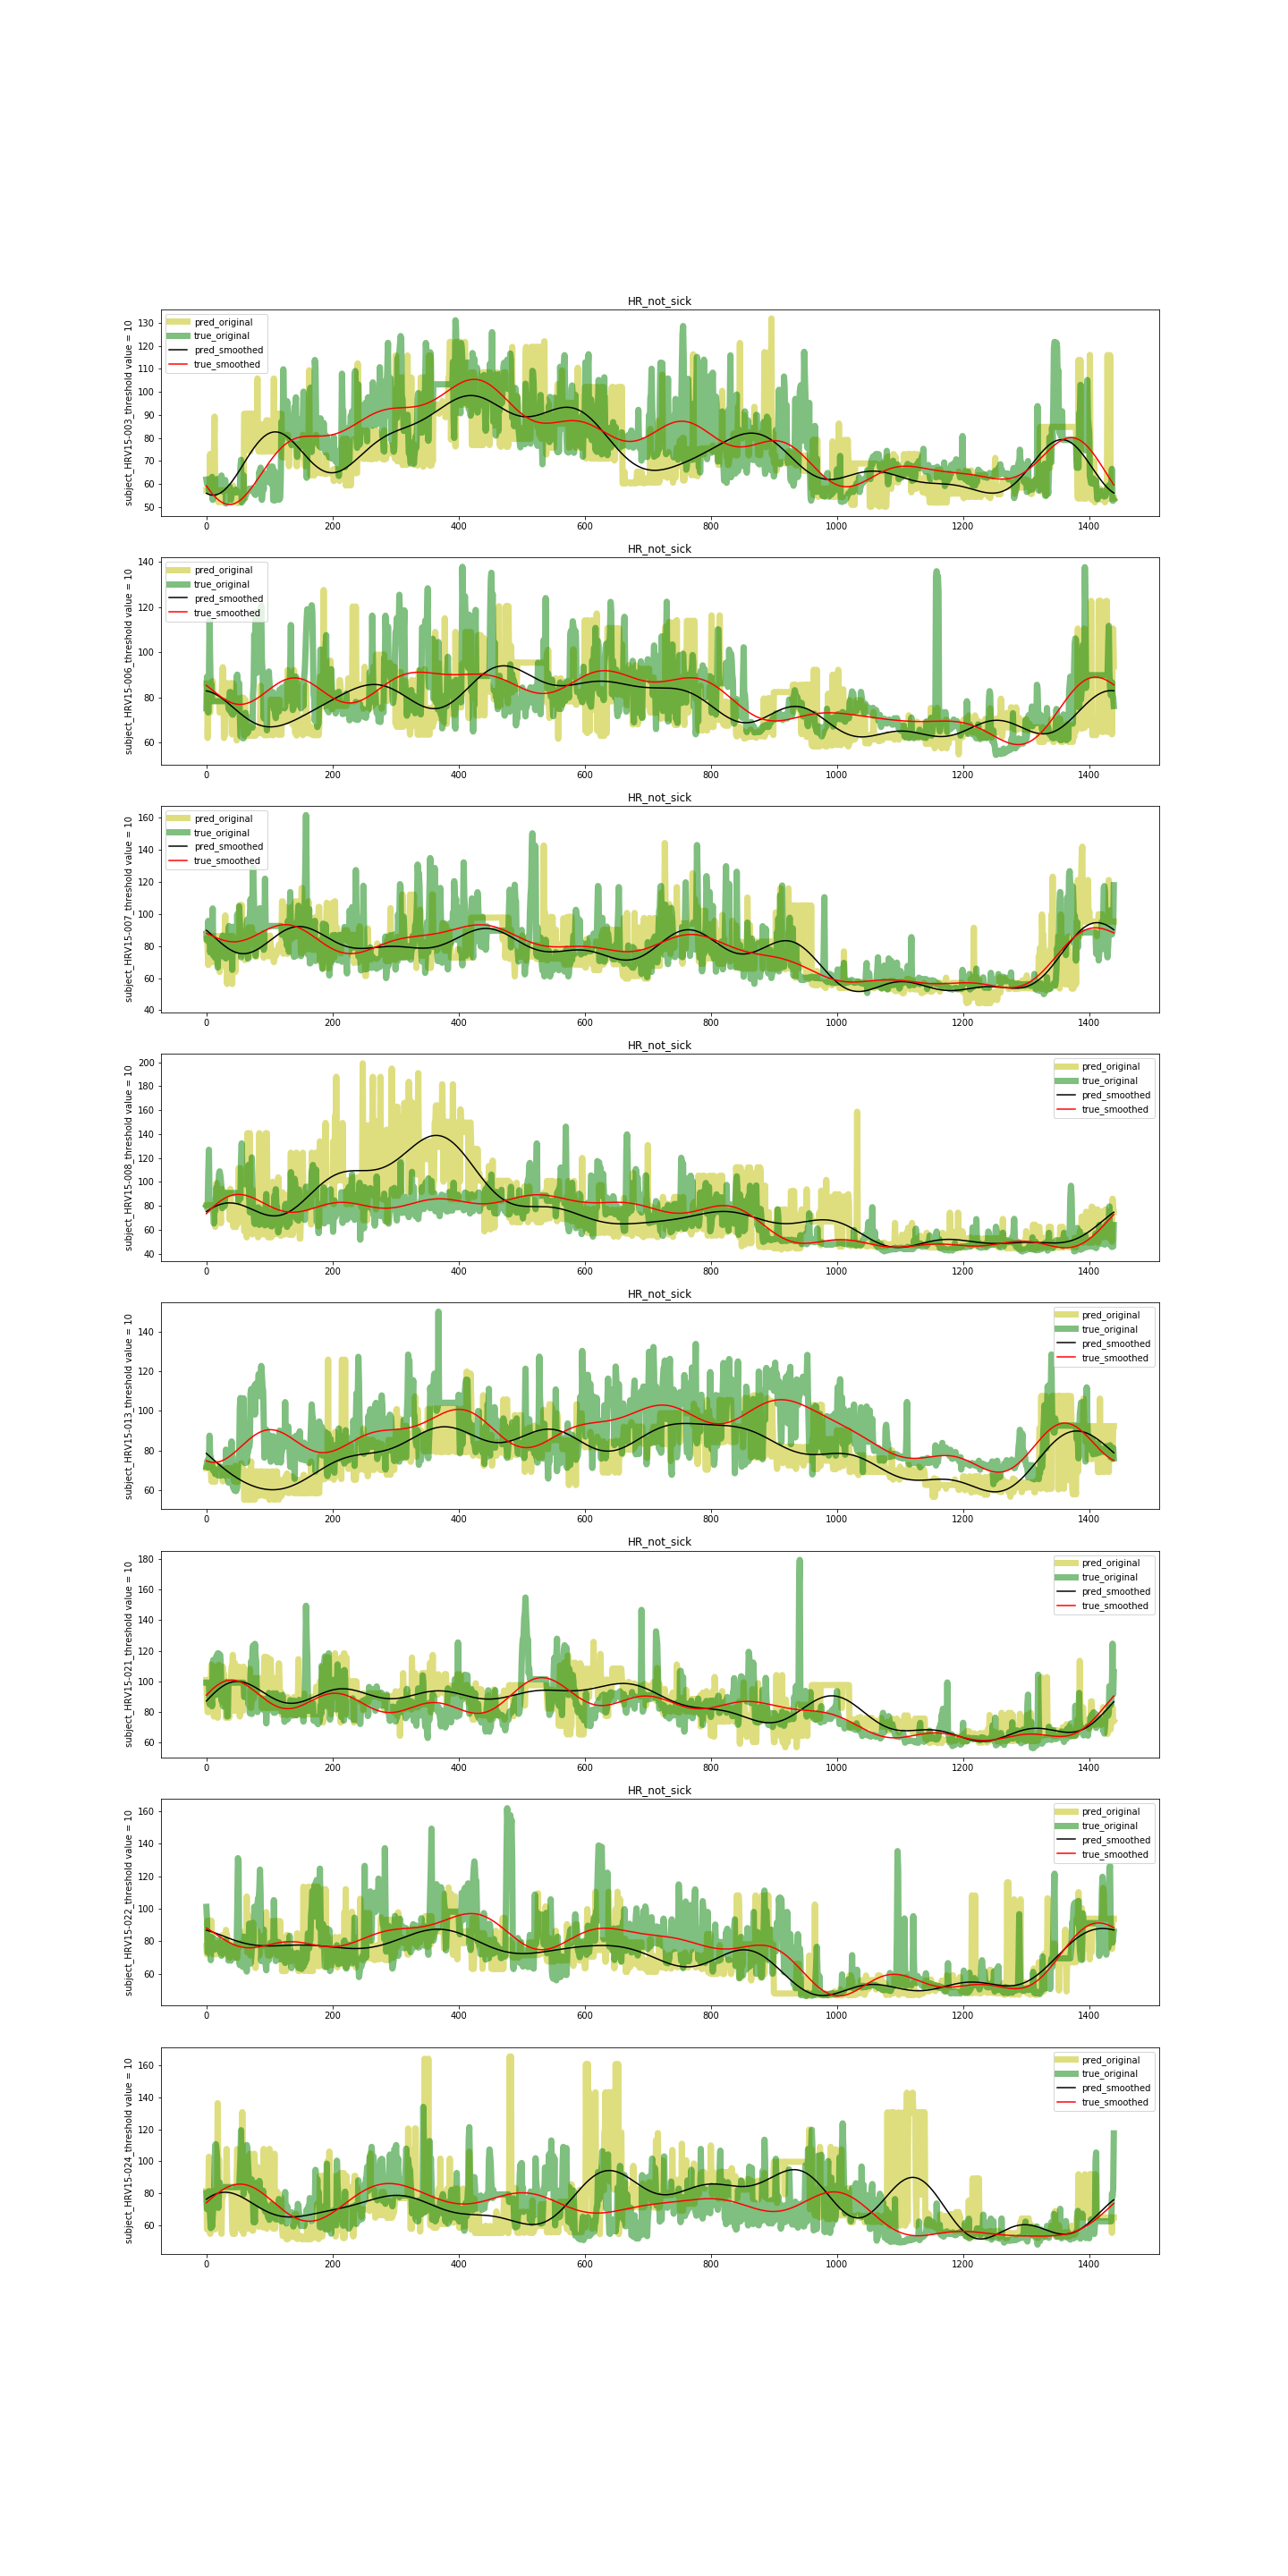 HR_not_sick
subject_HRV15-003_threshold value = 10
130
120
110
100
90
80
70
60
50
pred_original
true_original
pred_smoothed
true_smoothed
0 200 400 600 800 1000 1200 1400
HR_not_sick
subject_HRV15-006_threshold value = 10
140
120
100
80
60
pred_original
true_original
pred_smoothed
true_smoothed
0 200 400 600 800 1000 1200 1400
HR_not_sick
subject_HRV15-007_threshold value = 10
160
140
120
100
80
60
40
pred_original
true_original
pred_smoothed
true_smoothed
0 200 400 600 800 1000 1200 1400
HR_not_sick
subject_HRV15-008_threshold value = 10
200
180
160
140
120
100
80
60
40
pred_original
true_original
pred_smoothed
true_smoothed
0 200 400 600 800 1000 1200 1400
HR_not_sick
subject_HRV15-013_threshold value = 10
140
120
100
80
60
pred_original
true_original
pred_smoothed
true_smoothed
0 200 400 600 800 1000 1200 1400
HR_not_sick
subject_HRV15-021_threshold value = 10
180
160
140
120
100
80
60
pred_original
true_original
pred_smoothed
true_smoothed
0 200 400 600 800 1000 1200 1400
HR_not_sick
subject_HRV15-022_threshold value = 10
160
140
120
100
80
60
pred_original
true_original
pred_smoothed
true_smoothed
0 200 400 600 800 1000 1200 1400
subject_HRV15-024_threshold value = 10
160
140
120
100
80
60
pred_original
true_original
pred_smoothed
true_smoothed
0 200 400 600 800 1000 1200 1400